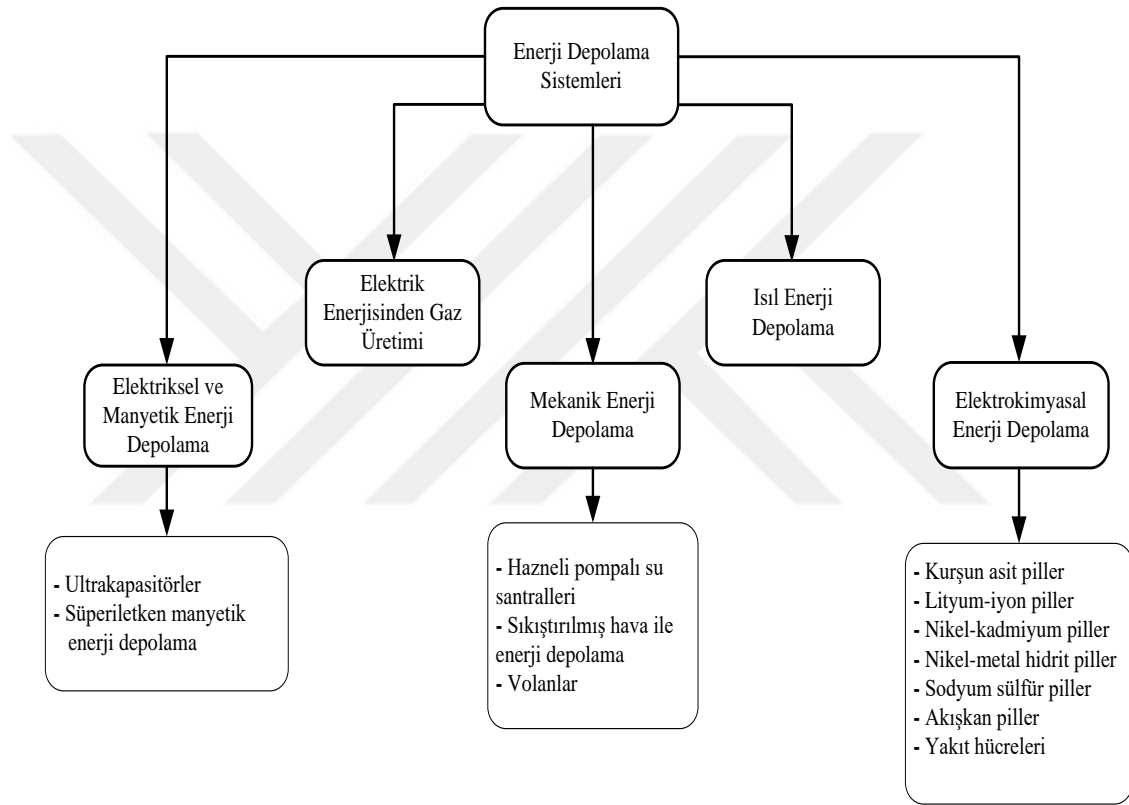 Enerji Depolama
Sistemleri
Elektrik
Enerjisinden Gaz
Üretimi
Isıl Enerji
Depolama
Elektriksel ve
Manyetik Enerji
Depolama
Mekanik Enerji
Depolama
Elektrokimyasal
Enerji Depolama
- Ultrakapasitörler
- Süperiletken manyetik
enerji depolama
- Hazneli pompalı su
santralleri
- Sıkıştırılmış hava ile
enerji depolama
- Volanlar
- Kurşun asit piller
- Lityum-iyon piller
- Nikel-kadmiyum piller
- Nikel-metal hidrit piller
- Sodyum sülfür piller
- Akışkan piller
- Yakıt hücreleri